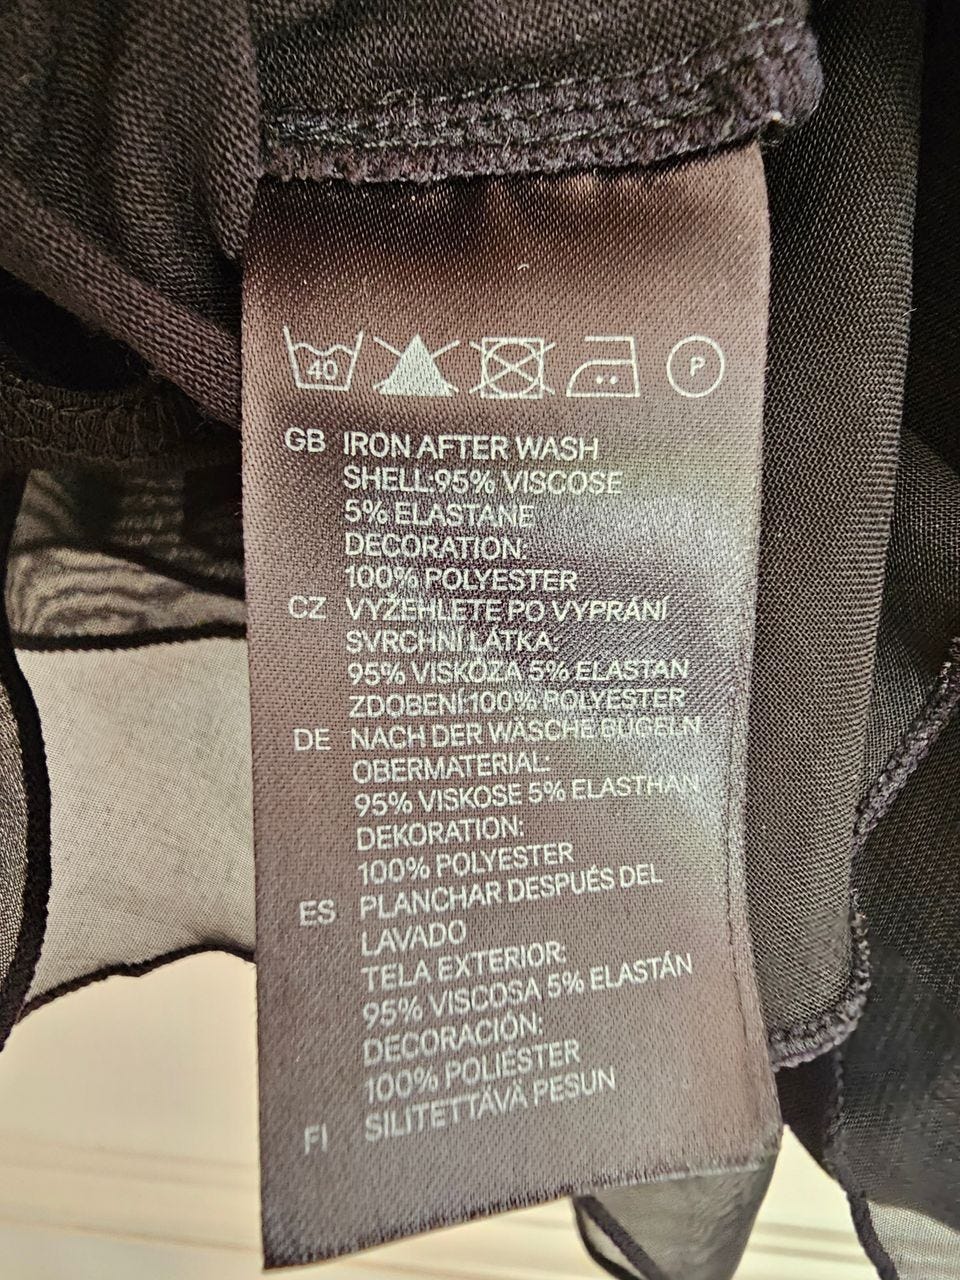 40
P
GB IRON AFTER WASH
SHELL:95% VISCOSE
5% ELASTANE
DECORATION:
100% POLYESTER
CZ VYŽEHLETE PO VYPRÁNÍ
SVRCHNÍ LÁTKA:
95% VISKÓZA 5% ELASTAN
ZDOBENÍ:100% POLYESTER
DE NACH DER WÄSCHE BÜGELN
OBERMATERIAL:
95% VISKOSE 5% ELASTHAN
DEKORATION:
100% POLYESTER
ES PLANCHAR DESPUÉS DEL
LAVADO
TELA EXTERIOR:
95% VISCOSA 5% ELASTÁN
DECORACIÓN:
100% POLIÉSTER
FI SILITETTÄVÄ PESUN